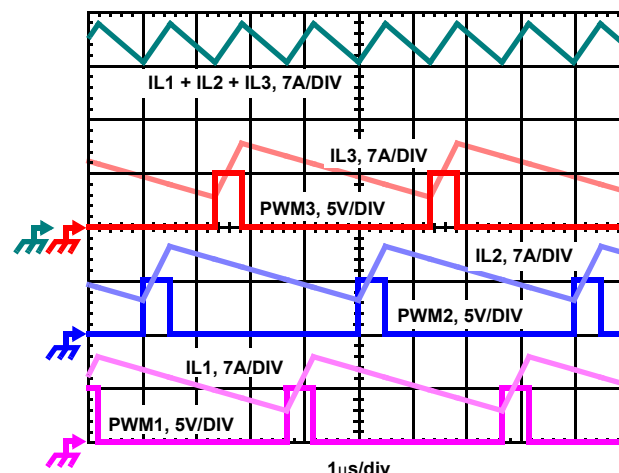 IL1 + IL2 + IL3, 7A/DIV
IL3, 7A/DIV
PWM3, 5V/DIV
IL2, 7A/DIV
PWM2, 5V/DIV
IL1, 7A/DIV
PWM1, 5V/DIV
1μs/div